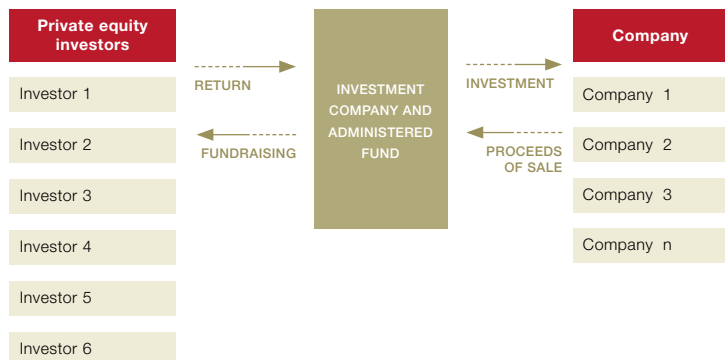 Private equity
investors
Investor 1
Investor 2
Investor 3
Investor 4
Investor 5
Investor 6
RETURN
FUNDRAISING
INVESTMENT
COMPANY AND
ADMINISTERED
FUND
INVESTMENT
PROCEEDS
OF SALE
Company
Company 1
Company 2
Company 3
Company n